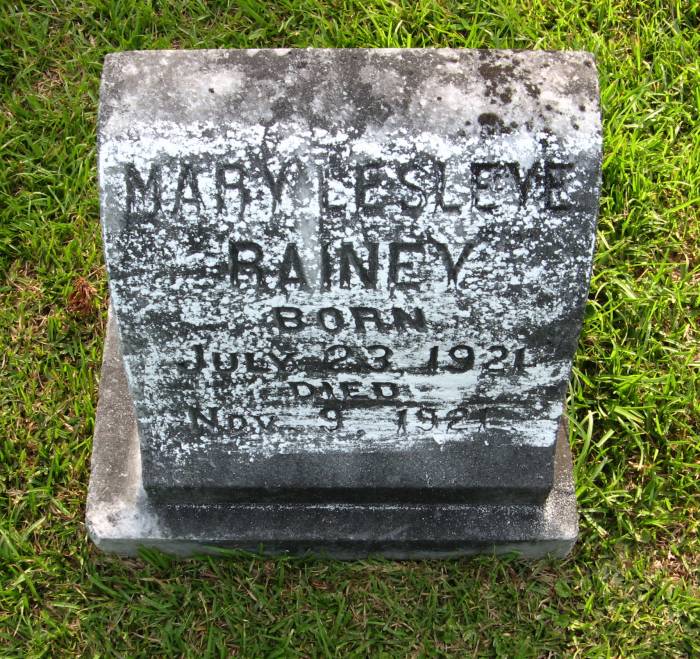 MARY LESLEYE
RAINEY
BORN
JULY 23, 1921
DIED
NOV. 9, 1921